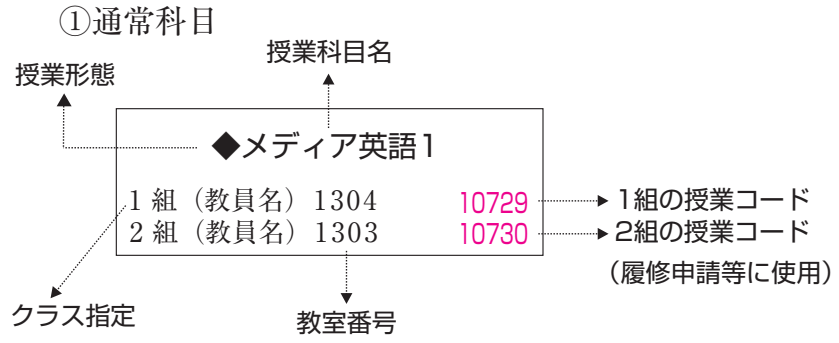 ①通常科目
授業科目名
授業形態
◆メディア英語1
1組（教員名）1304 10729 1組の授業コード
2組（教員名）1303 10730 2組の授業コード
（履修申請等に使用）
クラス指定
教室番号